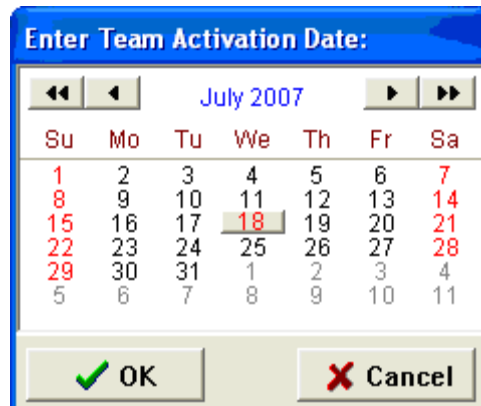 Enter Team Activation Date:
July 2007
Su Mo Tu We Th Fr Sa
1 2 3 4 5 6 7
8 9 10 11 12 13 14
15 16 17 18 19 20 21
22 23 24 25 26 27 28
29 30 31 1 2 3 4
5 6 7 8 9 10 11
OK Cancel